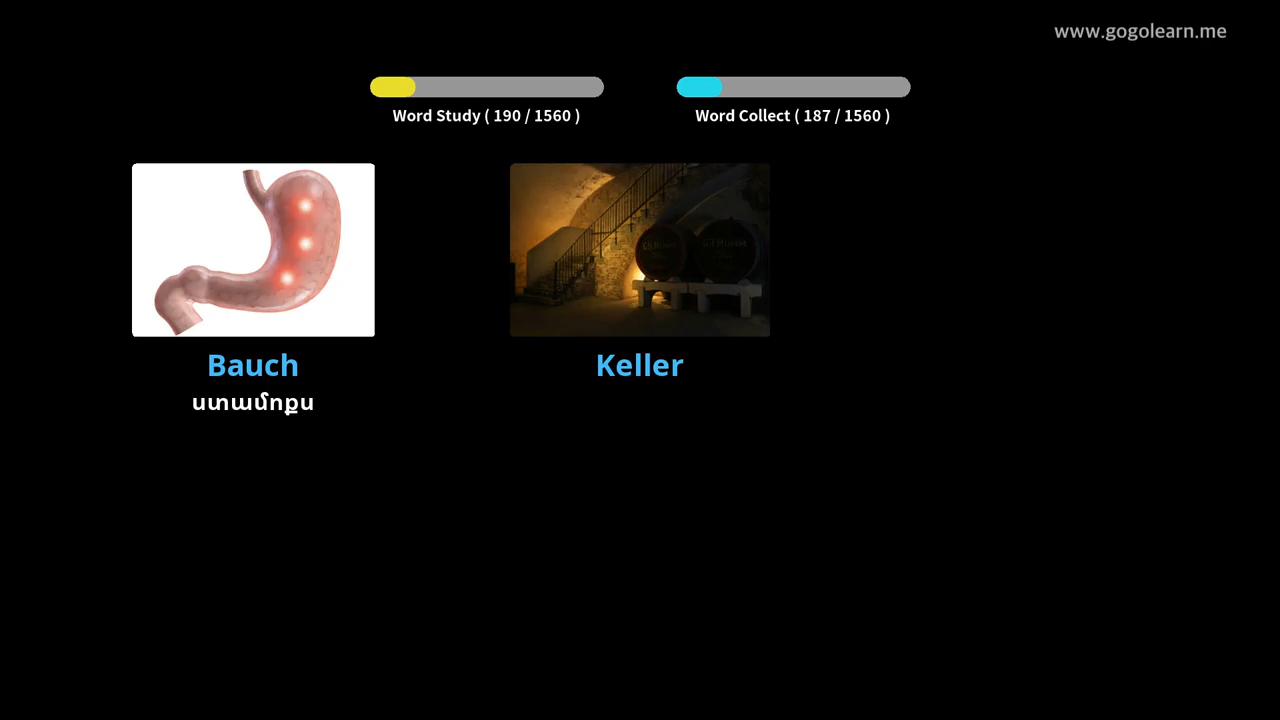 www.gogolearn.me
Word Study ( 190 / 1560 )
Word Collect ( 187 / 1560 )
Bauch
ստամոքս
Keller